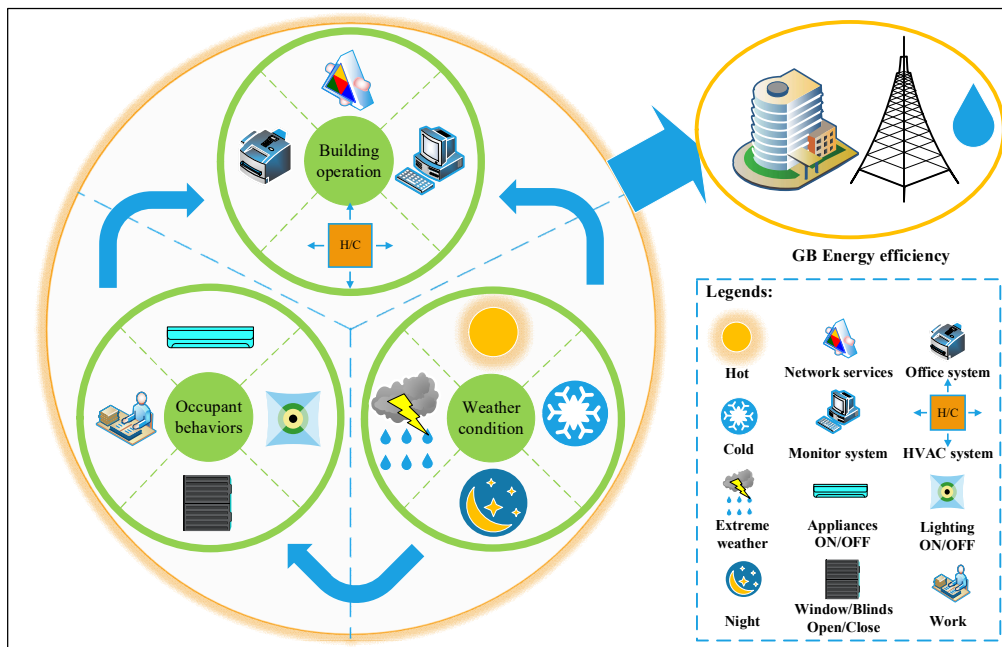 Building
operation
H/C
Occupant
behaviors
Weather
condition
GB Energy efficiency
Legends:
Hot
Network services
Office system
H/C
Cold
Monitor system
HVAC system
Extreme
weather
Appliances
ON/OFF
Lighting
ON/OFF
Night
Window/Blinds
Open/Close
Work